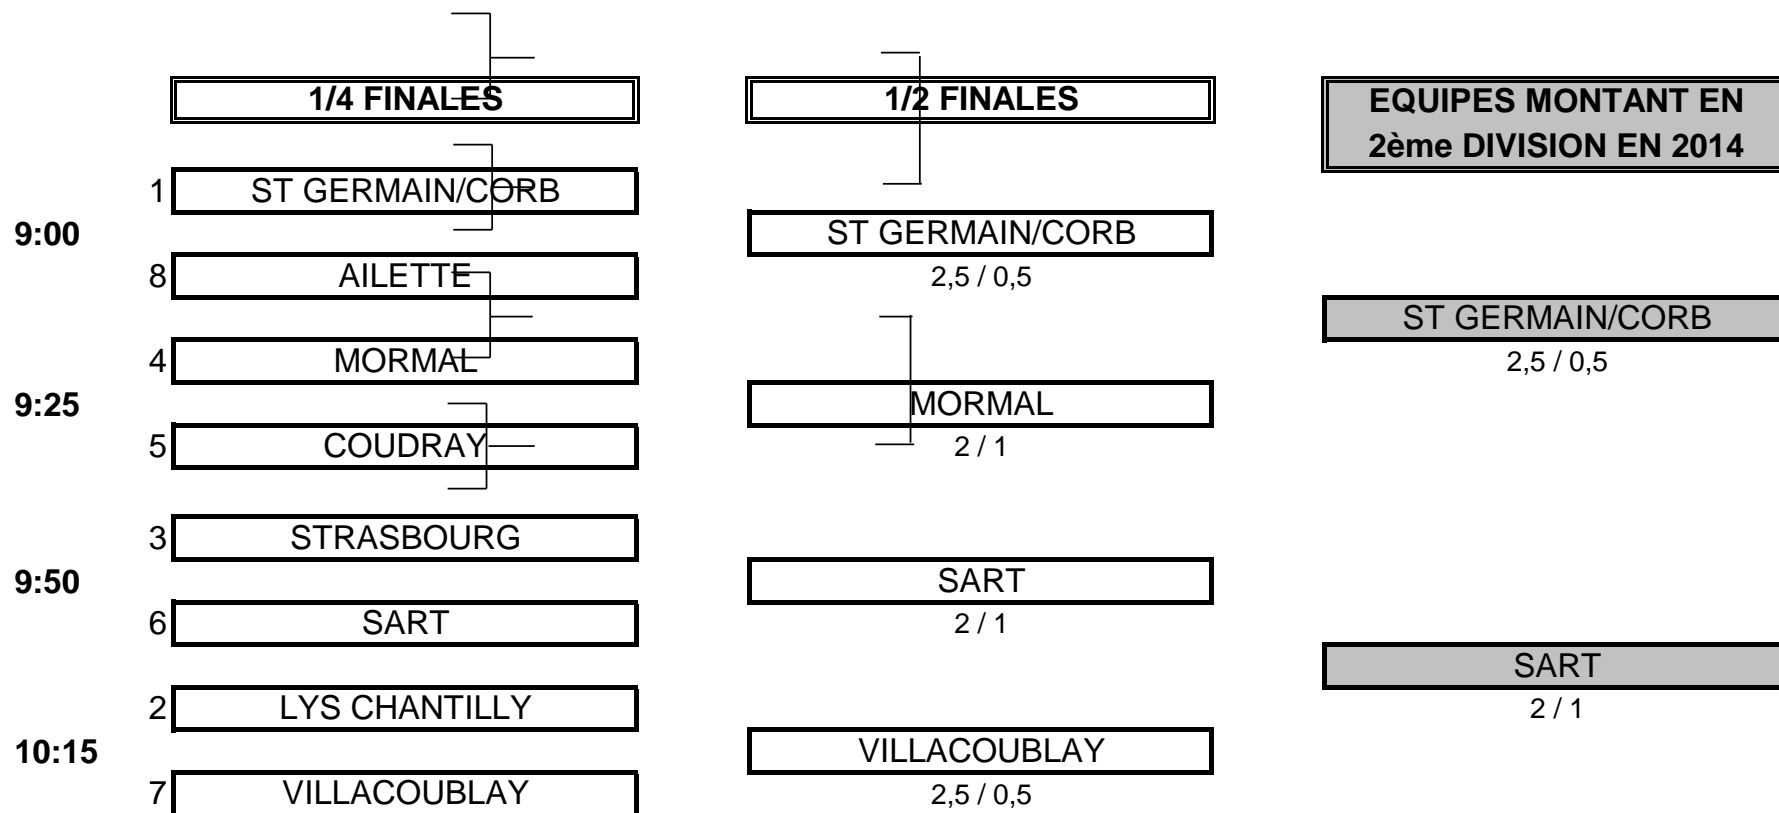 1/4 FINALES
1/2 FINALES
EQUIPES MONTANT EN
2ème DIVISION EN 2014
1 ST GERMAIN/CORB
9:00
ST GERMAIN/CORB
8 AILETTE
2,5 / 0,5
ST GERMAIN/CORB
4 MORMAL
2,5 / 0,5
9:25
MORMAL
5 COUDRAY
2 / 1
3 STRASBOURG
9:50
SART
6 SART
2 / 1
SART
2 LYS CHANTILLY
2 / 1
10:15
VILLACOUBLAY
7 VILLACOUBLAY
2,5 / 0,5